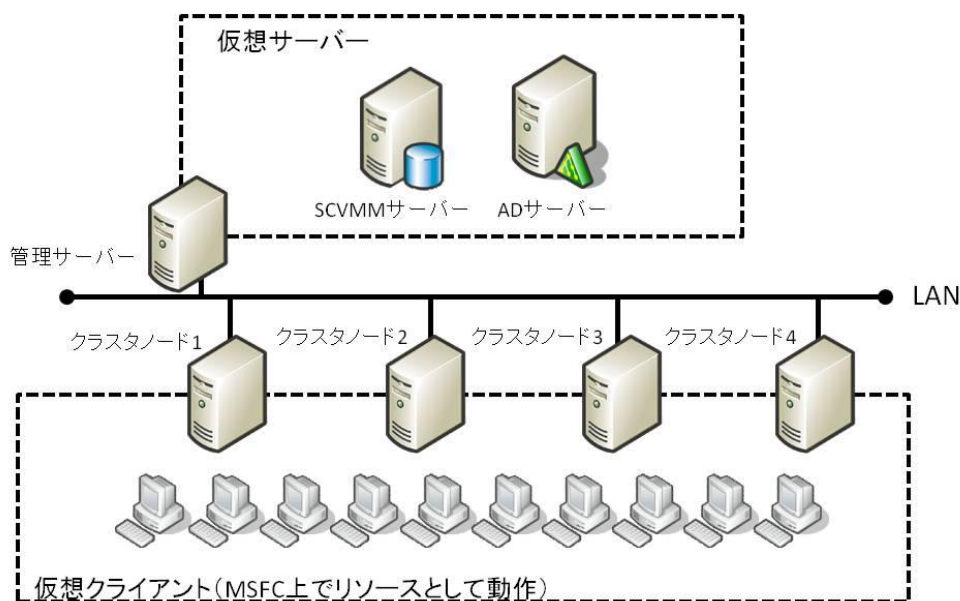 仮想サーバー
SCVMMサーバー
ADサーバー
管理サーバー
LAN
クラスタノード1
クラスタノード2
クラスタノード3
クラスタノード4
仮想クライアント(MSFC上でリソースとして動作)